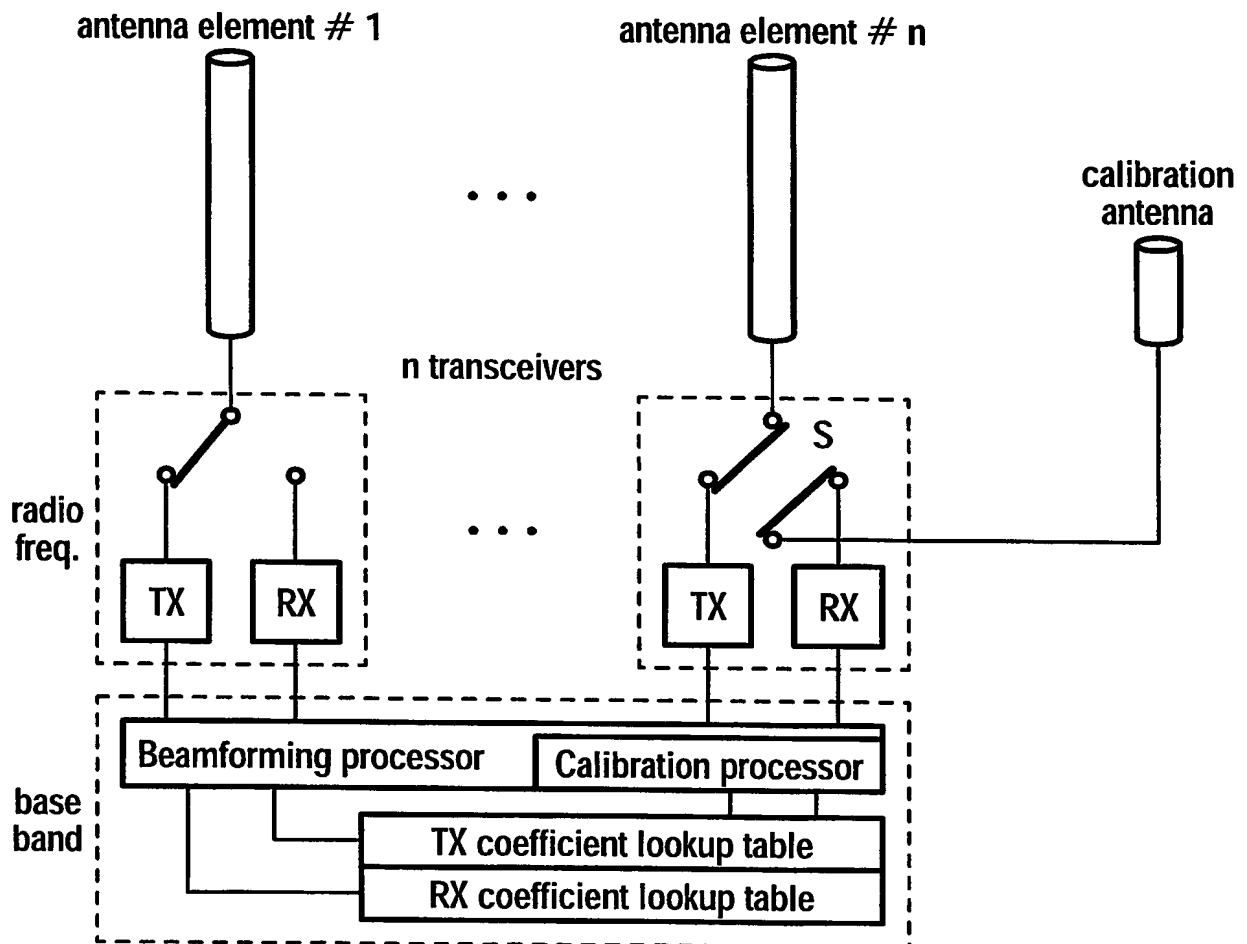 antenna element # 1
antenna element # n
calibration
antenna
n transceivers
S
radio
freq.
TX
RX
TX
RX
Beamforming processor
Calibration processor
base
band
TX coefficient lookup table
RX coefficient lookup table